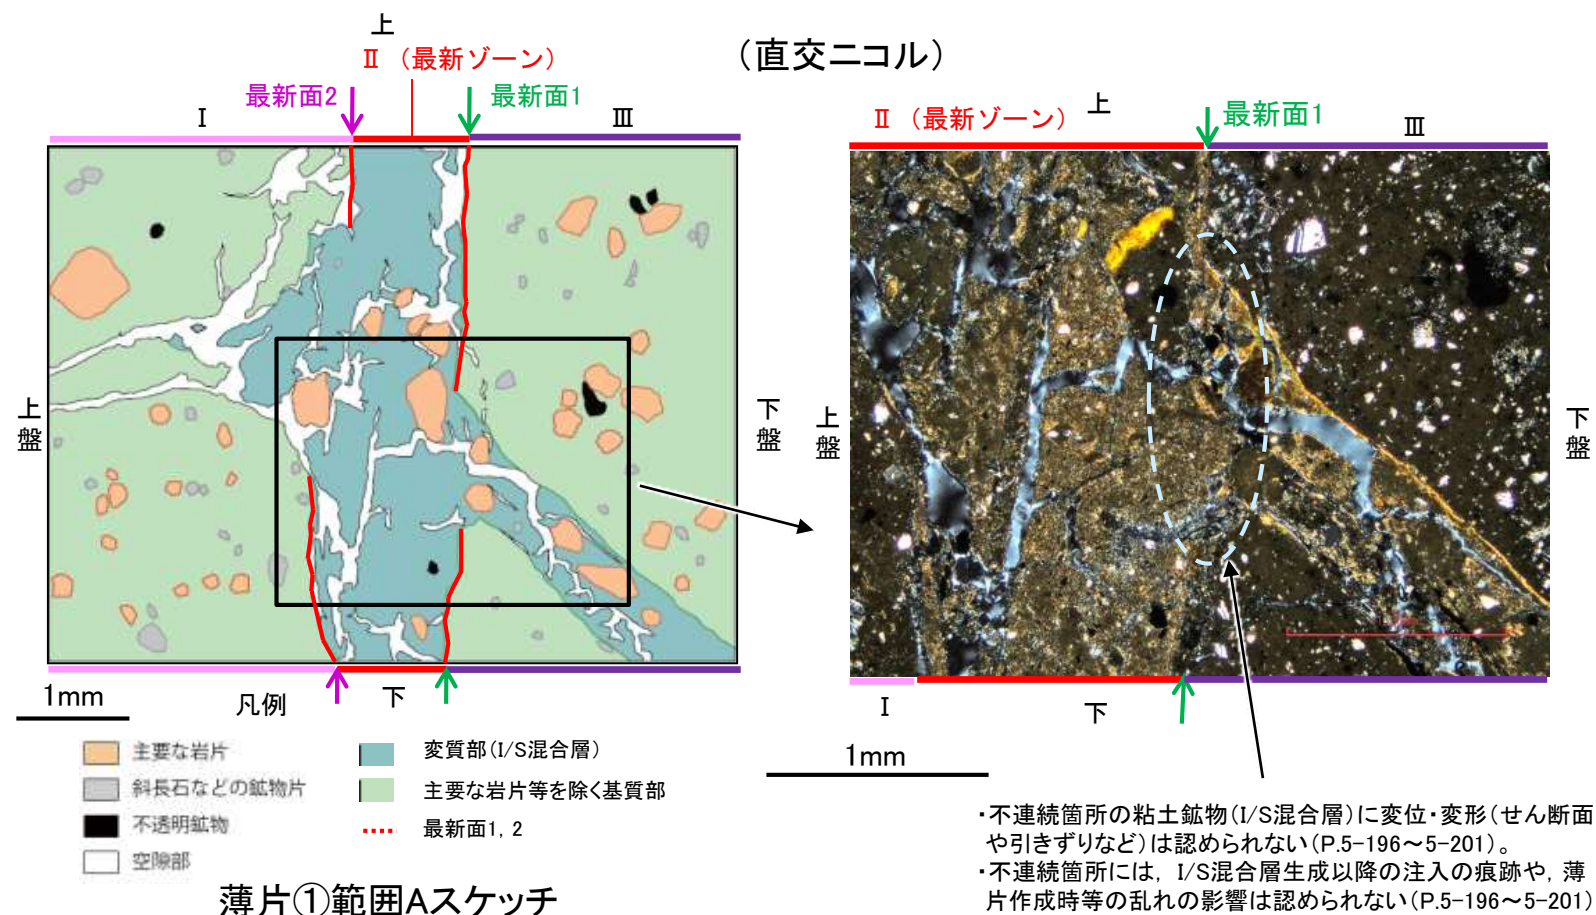 (直交ニコル)
上
Ⅱ (最新ゾーン)
最新面2
最新面1
Ⅰ
Ⅲ
上盤
下盤
1mm
凡例
下
主要な岩片
斜長石などの鉱物片
不透明鉱物
空隙部
変質部(I/S混合層)
主要な岩片等を除く基質部
最新面1, 2
薄片①範囲Aスケッチ
Ⅱ (最新ゾーン)
上
最新面1
Ⅲ
上盤
下盤
Ⅰ
下
1mm
・不連続箇所の粘土鉱物(I/S混合層)に変位・変形(せん断面
や引きずりなど)は認められない(P.5-196~5-201)。
・不連続箇所には, I/S混合層生成以降の注入の痕跡や, 薄
片作成時等の乱れの影響は認められない(P.5-196~5-201)